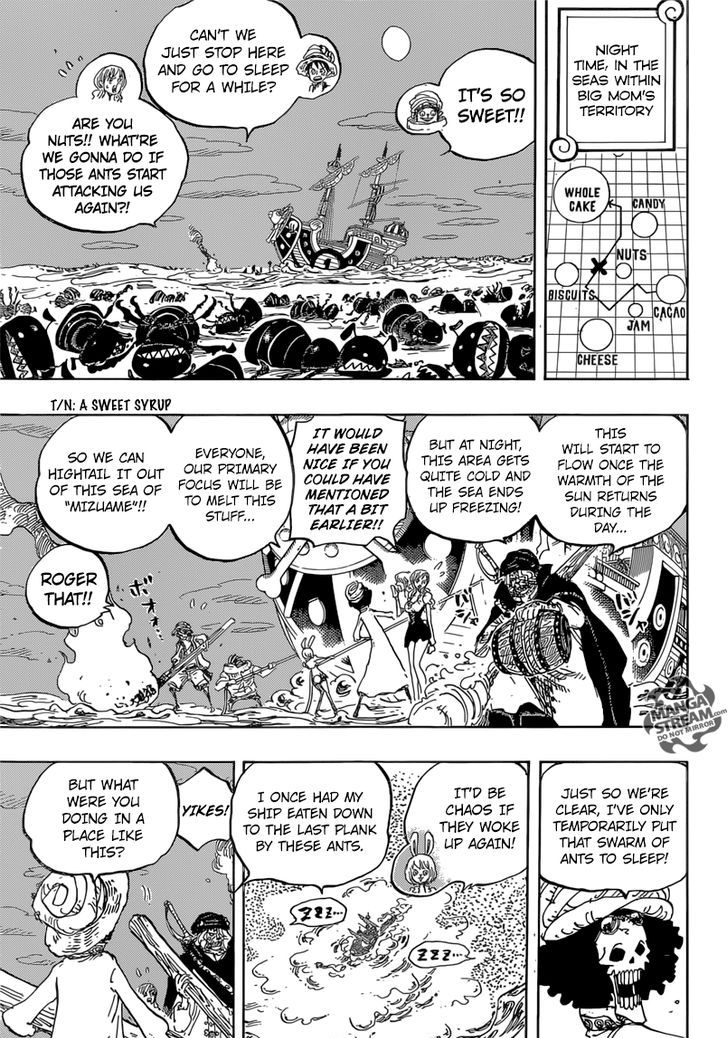 NIGHT
TIME, IN THE
SEAS WITHIN
BIG MOM'S
TERRITORY
WHOLE
CAKE
CANDY
NUTS
BISCUITS
CACAO
JAM
CHEESE
IT'S SO
SWEET!!
CAN'T WE
JUST STOP HERE
AND GO TO SLEEP
FOR A WHILE?
ARE YOU
NUTS!! WHAT'RE
WE GONNA DO IF
THOSE ANTS START
ATTACKING US
AGAIN?!
T/N: A SWEET SYRUP
THIS
WILL START TO
FLOW ONCE THE
WARMTH OF THE
SUN RETURNS
DURING THE
DAY...
BUT AT NIGHT,
THIS AREA GETS
QUITE COLD AND
THE SEA ENDS
UP FREEZING!
IT WOULD
HAVE BEEN
NICE IF YOU
COULD HAVE
MENTIONED
THAT A BIT
EARLIER!!
EVERYONE,
OUR PRIMARY
FOCUS WILL BE
TO MELT THIS
STUFF...
SO WE CAN
HIGHTAIL IT OUT
OF THIS SEA OF
"MIZUAME"!!
ROGER
THAT!!
ボオォ...
MANGA
STREAM.com
DO NOT MIRROR
JUST SO WE'RE
CLEAR, I'VE ONLY
TEMPORARILY PUT
THAT SWARM OF
ANTS TO SLEEP!
IT'D BE
CHAOS IF
THEY WOKE
UP AGAIN!
I ONCE HAD MY
SHIP EATEN DOWN
TO THE LAST PLANK
BY THESE ANTS.
ZZZ...
ZZZ...
YIKES!
BUT WHAT
WERE YOU
DOING IN A
PLACE LIKE
THIS?